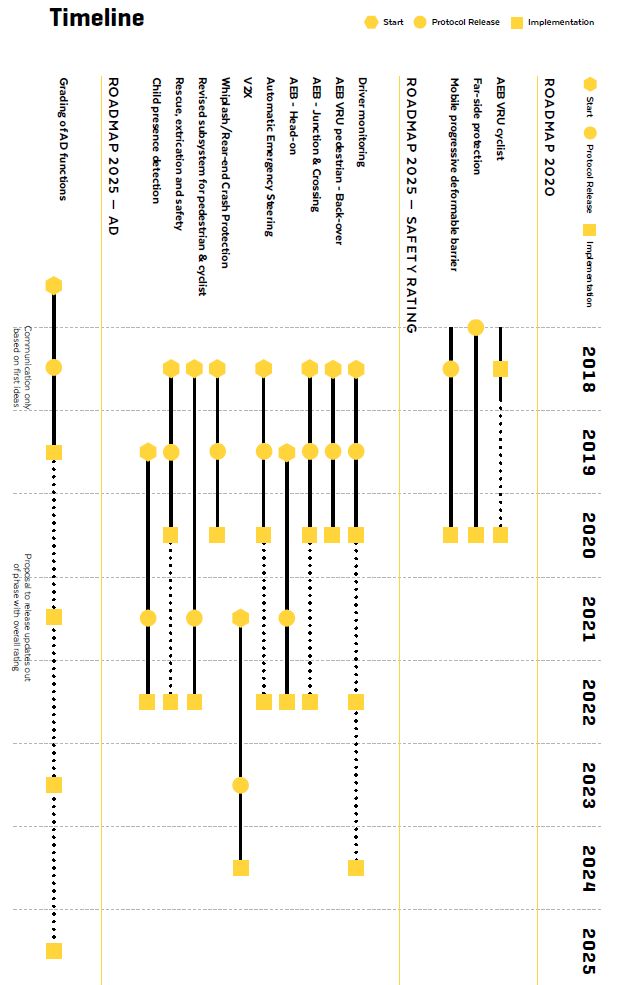 Timeline
Start
Protocol Release
Implementation
Start
Protocol Release
Implementation
2018
2019
2020
2021
2022
2023
2024
2025
ROADMAP 2020
AEB VRU cyclist
Far-side protection
Mobile progressive deformable barrier
ROADMAP 2025 — SAFETY RATING
Driver monitoring
AEB VRU pedestrian - Back-over
AEB - Junction & Crossing
AEB - Head-on
Automatic Emergency Steering
V2X
Whiplash/Rear-end Crash Protection
Revised subsystem for pedestrian & cyclist
Rescue, extrication and safety
Child presence detection
ROADMAP 2025 — AD
Grading of AD functions
Communication only
based on first ideas
Proposal to release updates out
of phase with overall rating